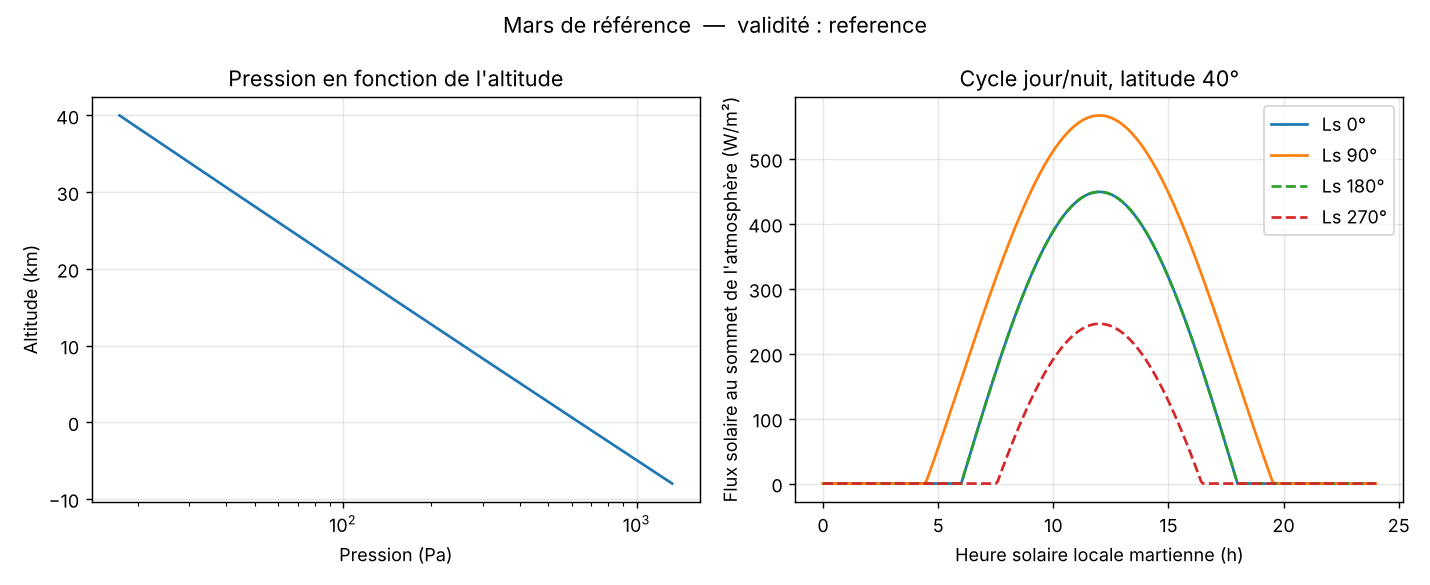 Mars de référence — validité : reference
Pression en fonction de l'altitude
Altitude (km)
40
30
20
10
0
−10
10²
10³
Pression (Pa)
Cycle jour/nuit, latitude 40°
Flux solaire au sommet de l'atmosphère (W/m²)
500
400
300
200
100
0
0
5
10
15
20
25
Heure solaire locale martienne (h)
Ls 0°
Ls 90°
Ls 180°
Ls 270°